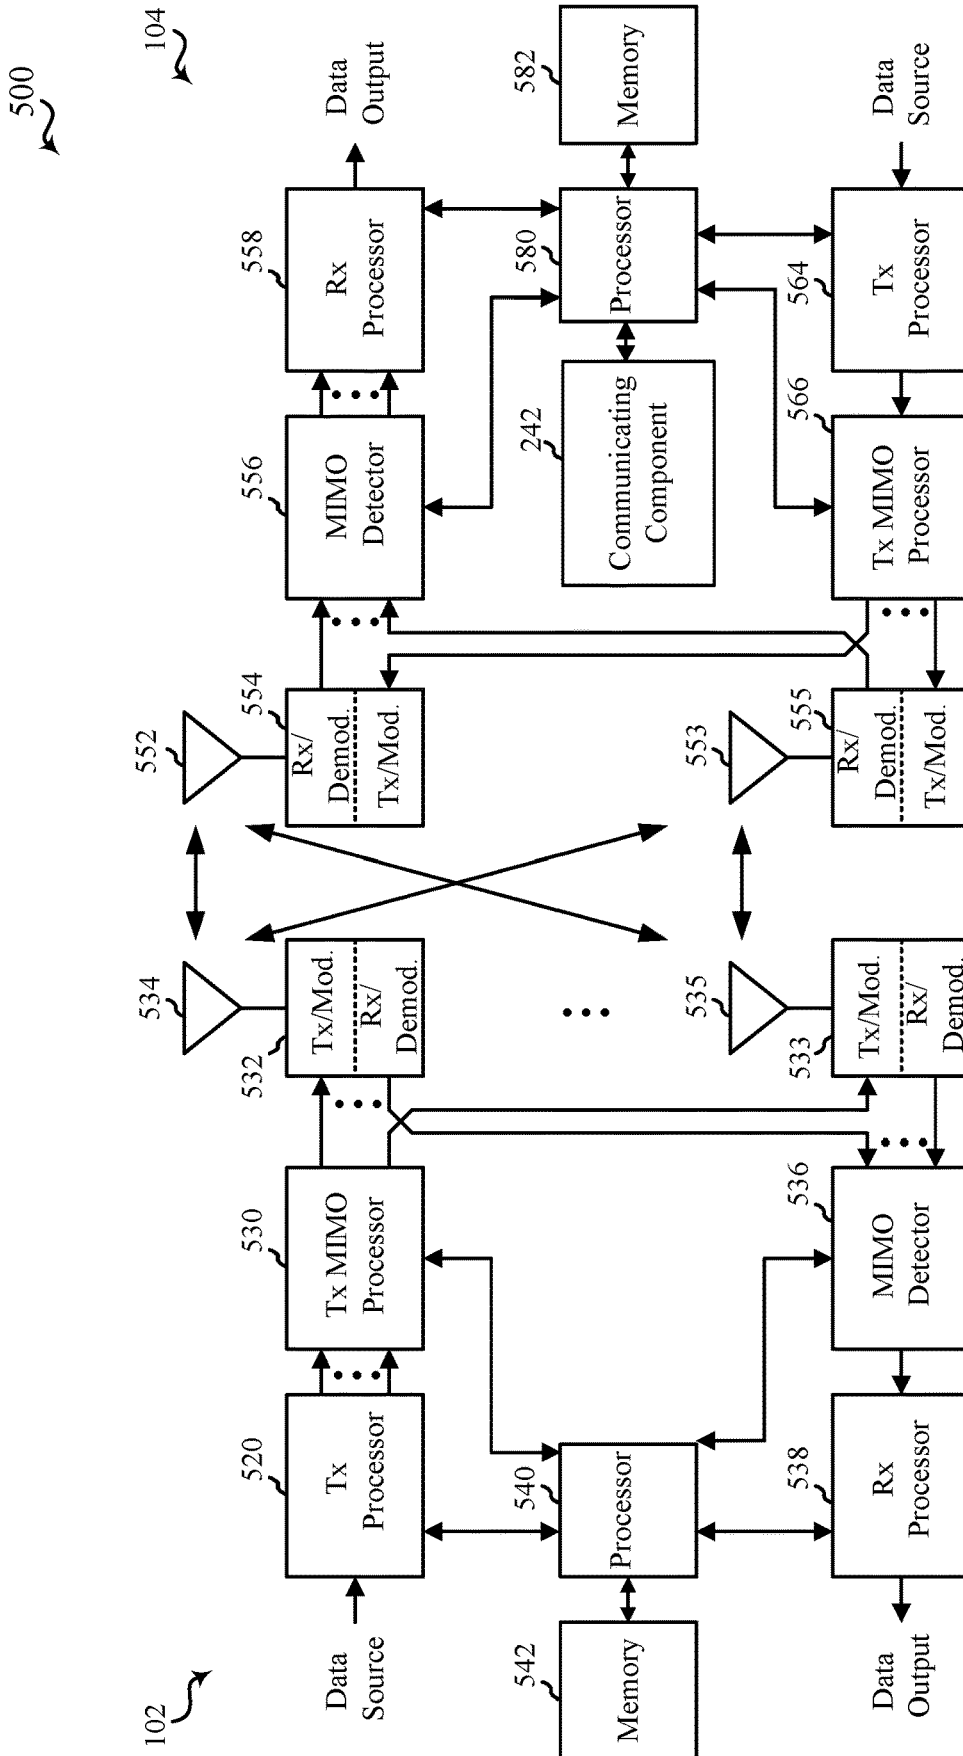 500
102
104
Data
Source
520
Tx
Processor
530
Tx MIMO
Processor
532
Tx/Mod.
Rx/
Demod.
534
552
554
Rx/
Demod.
Tx/Mod.
556
MIMO
Detector
558
Rx
Processor
Data
Output
542
Memory
540
Processor
242
Communicating
Component
580
Processor
582
Memory
Data
Output
538
Rx
Processor
536
MIMO
Detector
533
Tx/Mod.
Rx/
Demod.
535
553
555
Rx/
Demod.
Tx/Mod.
566
Tx MIMO
Processor
564
Tx
Processor
Data
Source